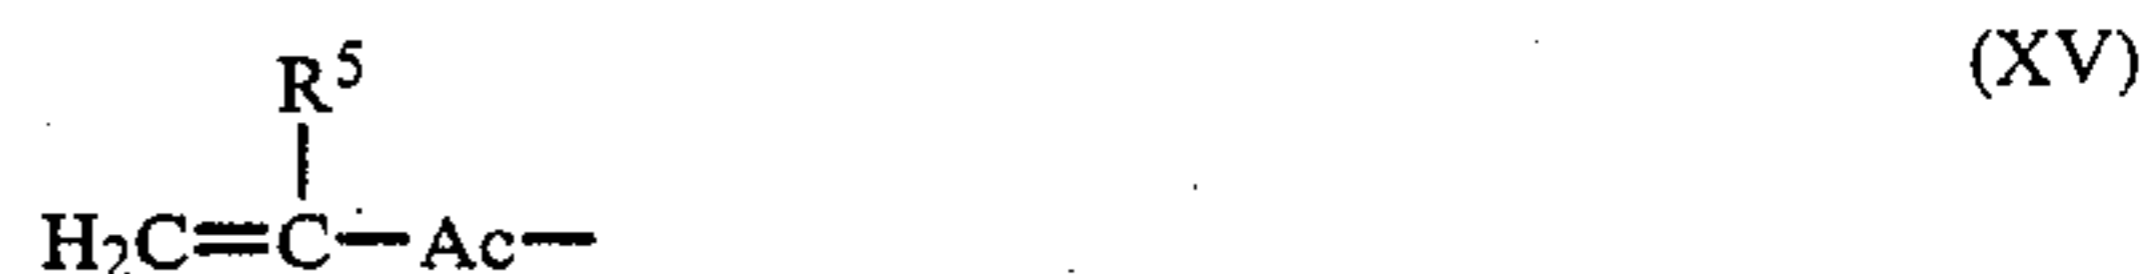 R⁵ (XV)
H₂C=C—Ac—